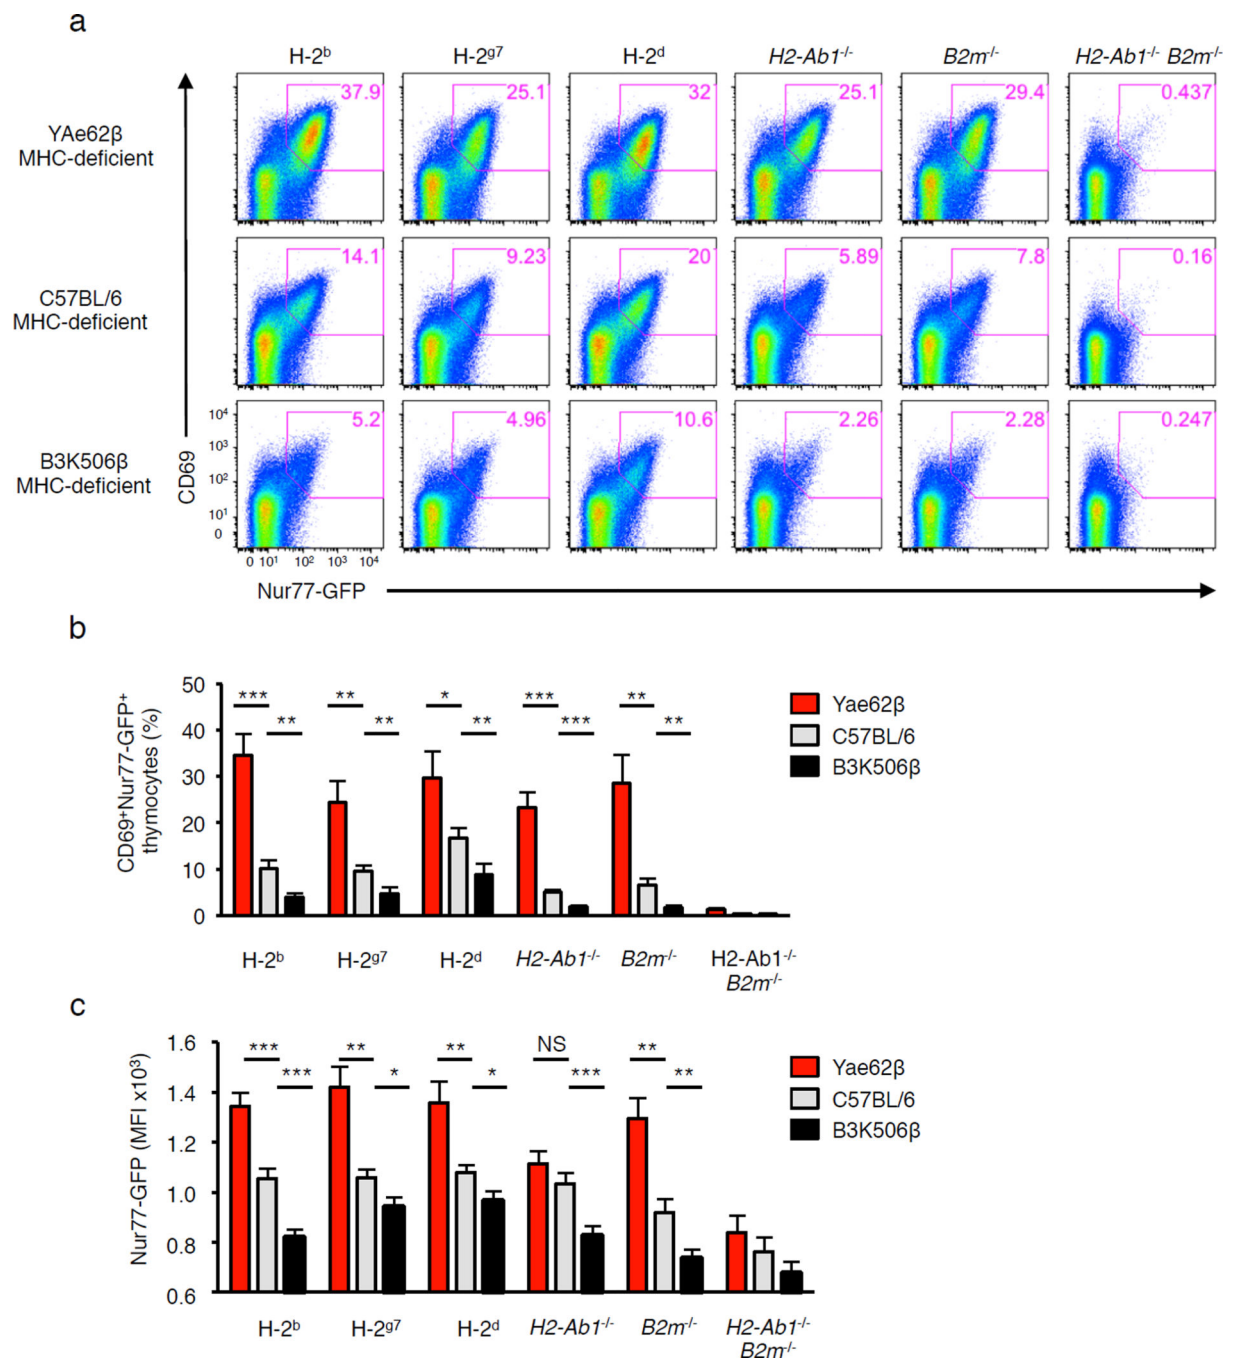 a
H-2ᵇ H-2ᵍ⁷ H-2ᵈ H2-Ab1⁻/⁻ B2m⁻/⁻ H2-Ab1⁻/⁻ B2m⁻/⁻
YAe62β
MHC-deficient
37.9 25.1 32 25.1 29.4 0.437
C57BL/6
MHC-deficient
14.1 9.23 20 5.89 7.8 0.16
B3K506β
MHC-deficient
5.2 4.96 10.6 2.26 2.28 0.247
CD69
10⁴
10³
10²
10¹
0
0 10¹ 10² 10³ 10⁴
Nur77-GFP
b
CD69⁺Nur77-GFP⁺
thymocytes (%)
50
40
30
20
10
0
*** ** * *** **
** ** ** *** **
Yae62β
C57BL/6
B3K506β
H-2ᵇ H-2ᵍ⁷ H-2ᵈ H2-Ab1⁻/⁻ B2m⁻/⁻ H2-Ab1⁻/⁻
B2m⁻/⁻
c
Nur77-GFP (MFI x10³)
1.6
1.4
1.2
1.0
0.8
0.6
*** ** ** NS **
*** * * *** **
Yae62β
C57BL/6
B3K506β
H-2ᵇ H-2ᵍ⁷ H-2ᵈ H2-Ab1⁻/⁻ B2m⁻/⁻ H2-Ab1⁻/⁻
B2m⁻/⁻